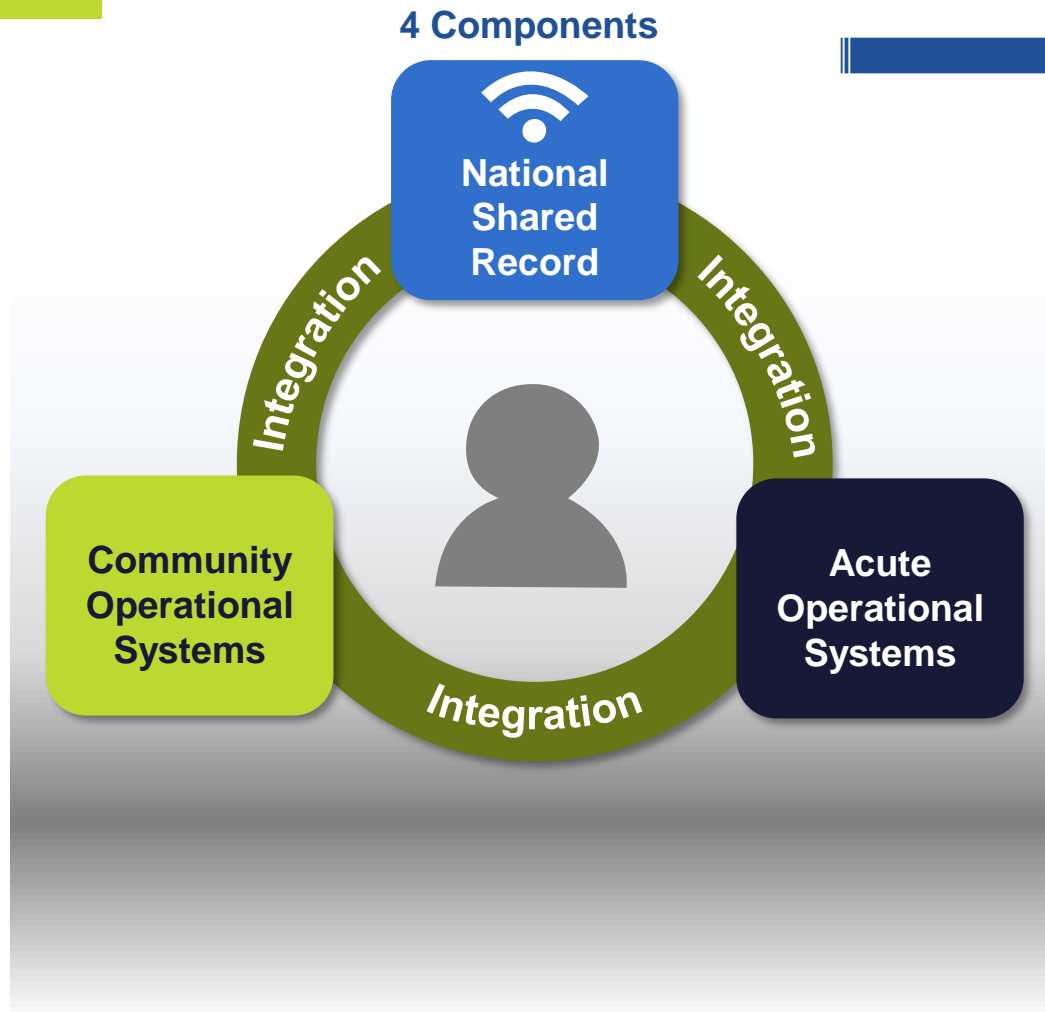 4 Components
National
Shared
Record
Integration
Integration
Community
Operational
Systems
Acute
Operational
Systems
Integration